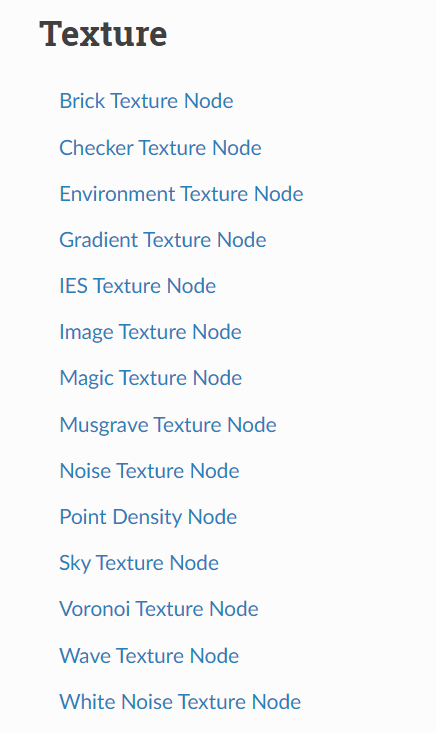 Texture
Brick Texture Node
Checker Texture Node
Environment Texture Node
Gradient Texture Node
IES Texture Node
Image Texture Node
Magic Texture Node
Musgrave Texture Node
Noise Texture Node
Point Density Node
Sky Texture Node
Voronoi Texture Node
Wave Texture Node
White Noise Texture Node